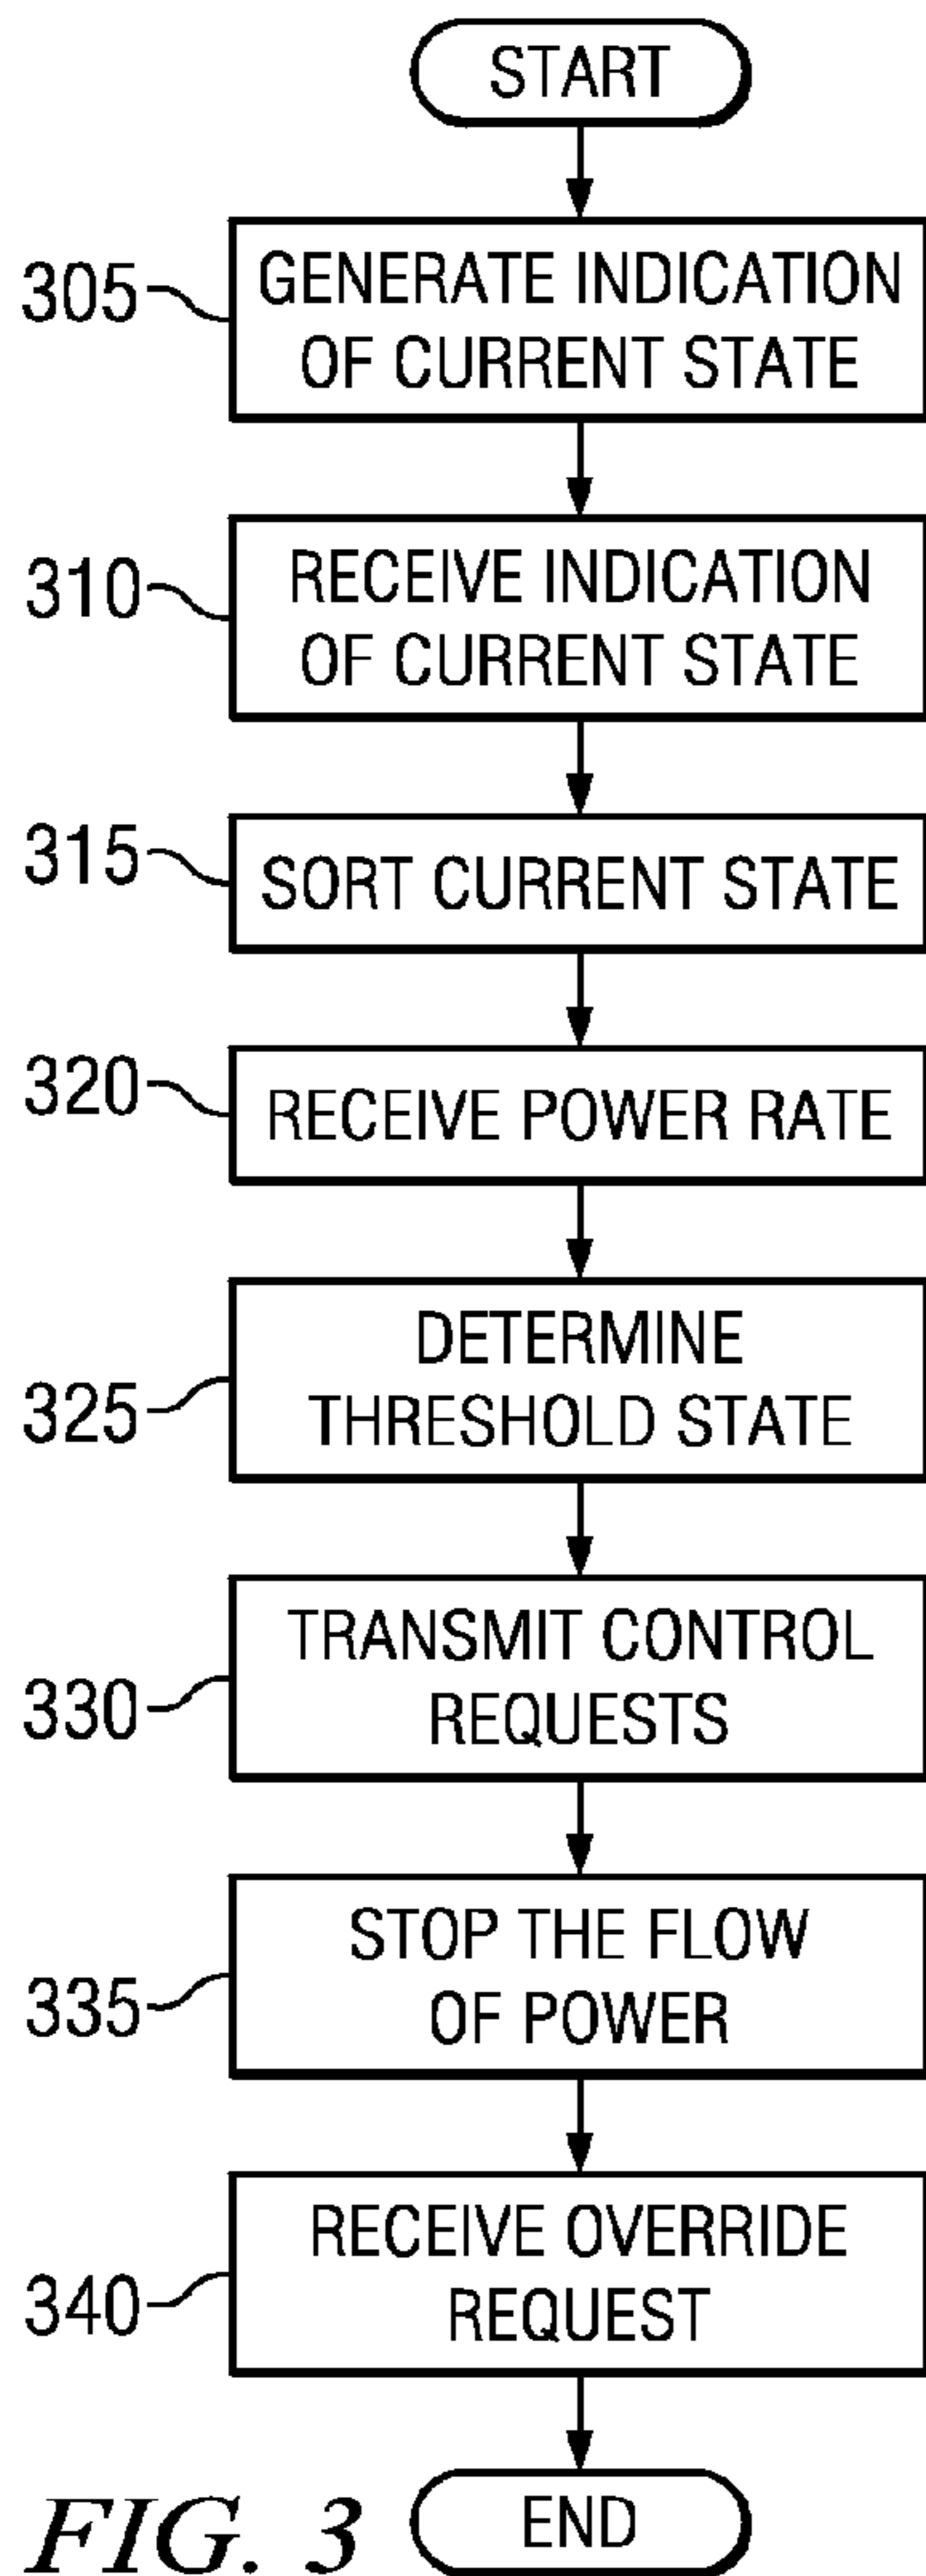 START
305
GENERATE INDICATION
OF CURRENT STATE
310
RECEIVE INDICATION
OF CURRENT STATE
315
SORT CURRENT STATE
320
RECEIVE POWER RATE
325
DETERMINE
THRESHOLD STATE
330
TRANSMIT CONTROL
REQUESTS
335
STOP THE FLOW
OF POWER
340
RECEIVE OVERRIDE
REQUEST
END
FIG. 3